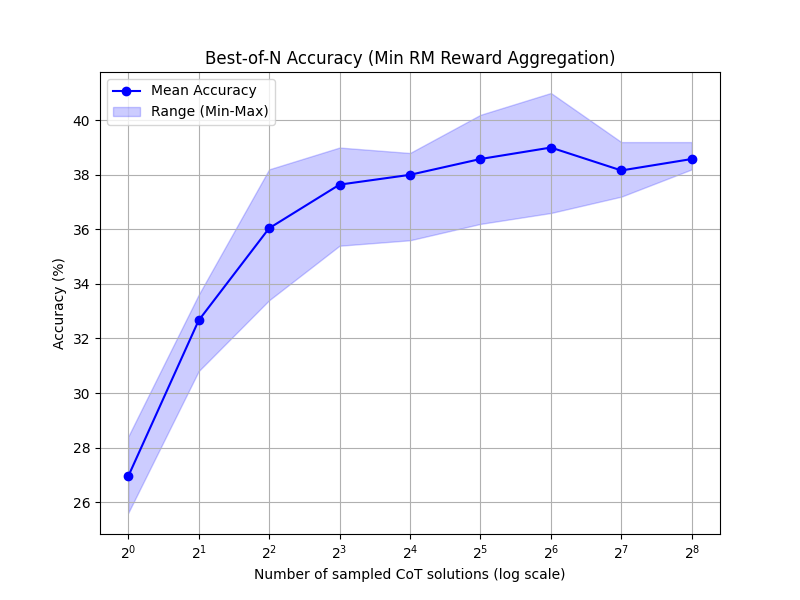 Best-of-N Accuracy (Min RM Reward Aggregation)
Mean Accuracy
Range (Min-Max)
Accuracy (%)
40
38
36
34
32
30
28
26
2^0 2^1 2^2 2^3 2^4 2^5 2^6 2^7 2^8
Number of sampled CoT solutions (log scale)